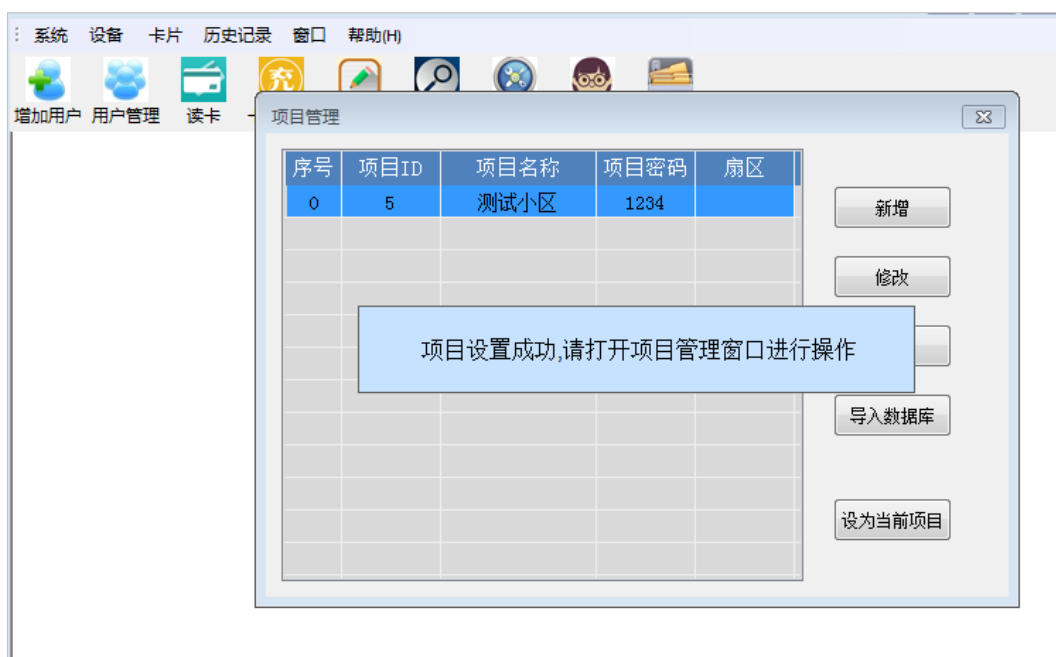 系统 设备 卡片 历史记录 窗口 帮助(H)
充
增加用户 用户管理 读卡
项目管理
序号 项目ID 项目名称 项目密码 扇区
0 5 测试小区 1234
新增
修改
项目设置成功,请打开项目管理窗口进行操作
导入数据库
设为当前项目